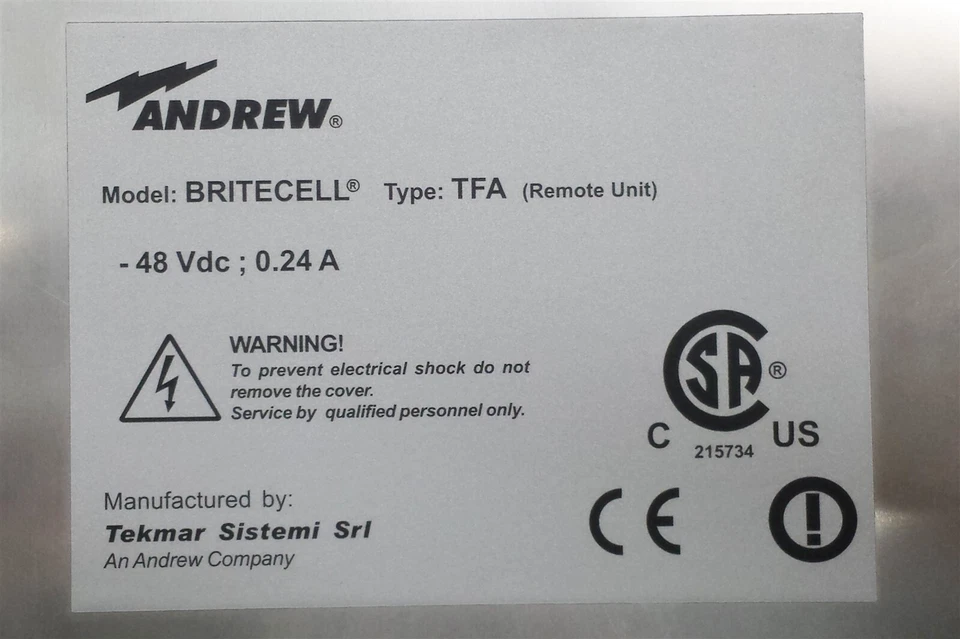 ANDREW®
Model: BRITECELL® Type: TFA (Remote Unit)
- 48 Vdc ; 0.24 A
WARNING!
To prevent electrical shock do not
remove the cover.
Service by qualified personnel only.
CSA®
C US
215734
Manufactured by:
Tekmar Sistemi Srl
An Andrew Company
CE
!